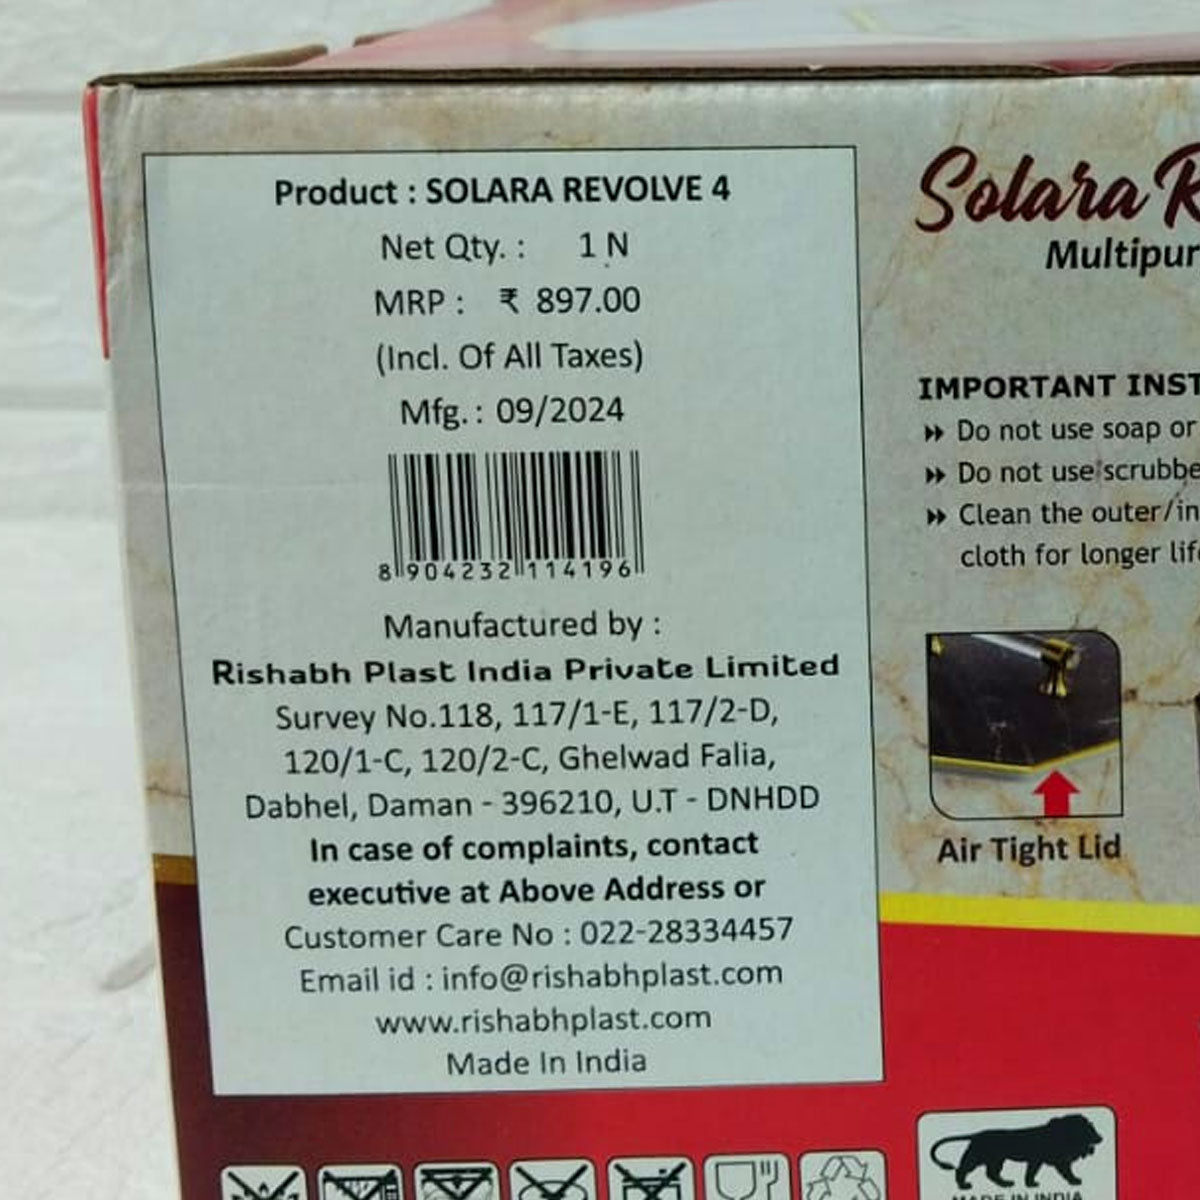 Product : SOLARA REVOLVE 4
Net Qty. : 1 N
MRP : ₹ 897.00
(Incl. Of All Taxes)
Mfg. : 09/2024
8 904232 114196
Manufactured by :
Rishabh Plast India Private Limited
Survey No.118, 117/1-E, 117/2-D,
120/1-C, 120/2-C, Ghelwad Falia,
Dabhel, Daman - 396210, U.T - DNHDD
In case of complaints, contact
executive at Above Address or
Customer Care No : 022-28334457
Email id : info@rishabhplast.com
www.rishabhplast.com
Made In India
Solara R
Multipur
IMPORTANT INST
Do not use soap or
Do not use scrubbe
Clean the outer/in
cloth for longer life
Air Tight Lid
MADE IN INDIA